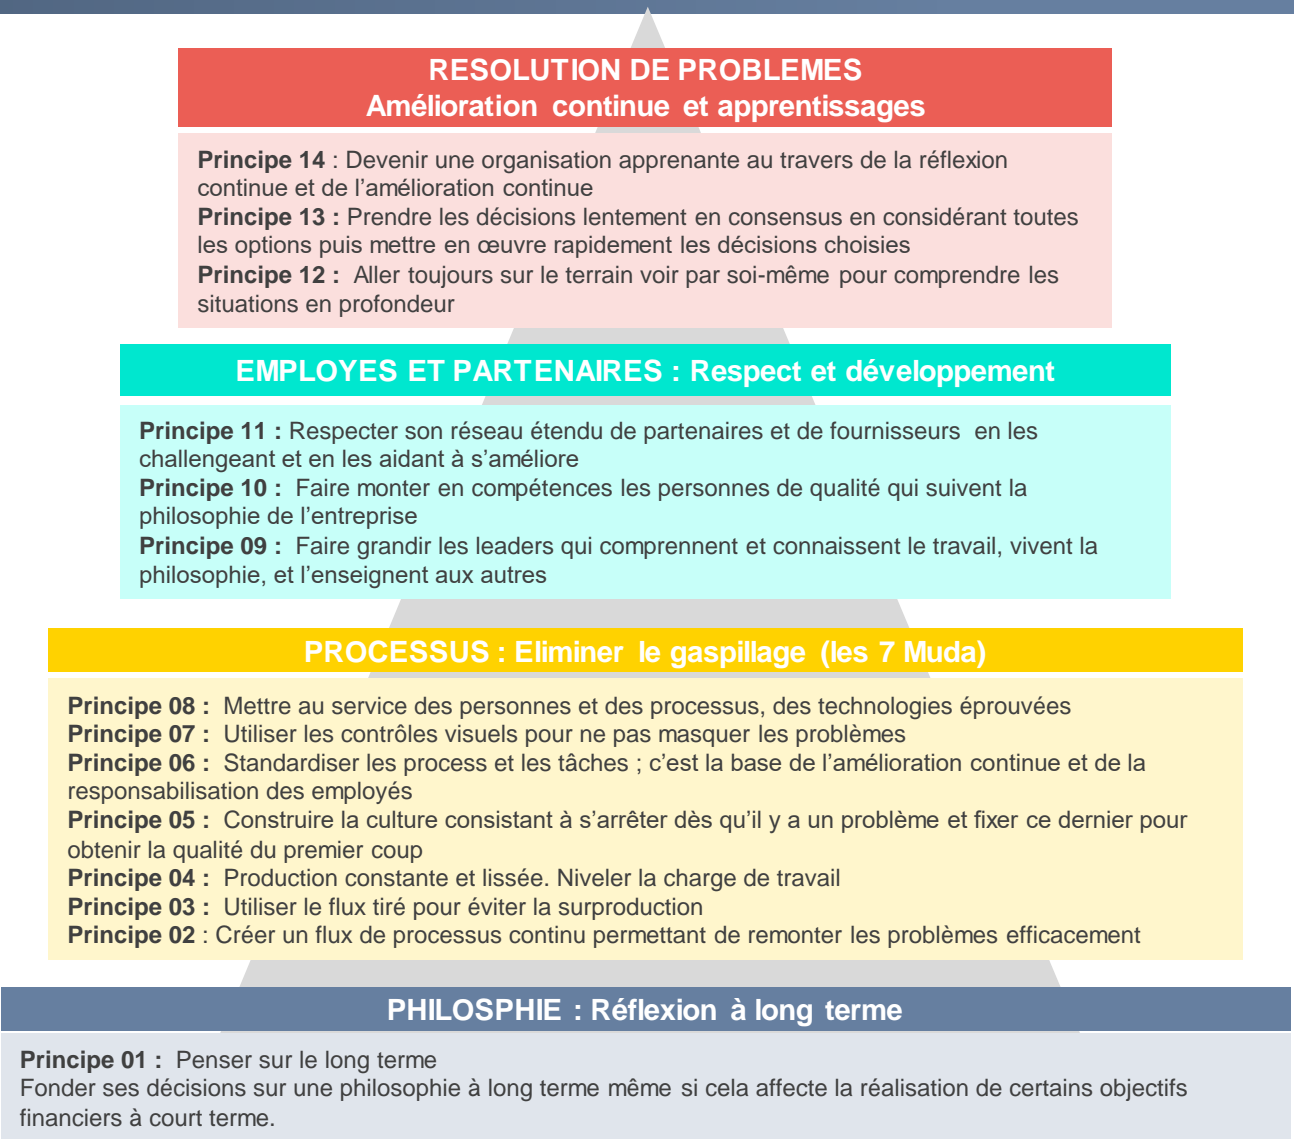 RESOLUTION DE PROBLEMES
Amélioration continue et apprentissages
Principe 14 : Devenir une organisation apprenante au travers de la réflexion
continue et de l’amélioration continue
Principe 13 : Prendre les décisions lentement en consensus en considérant toutes
les options puis mettre en œuvre rapidement les décisions choisies
Principe 12 : Aller toujours sur le terrain voir par soi-même pour comprendre les
situations en profondeur
EMPLOYES ET PARTENAIRES : Respect et développement
Principe 11 : Respecter son réseau étendu de partenaires et de fournisseurs en les
challengeant et en les aidant à s’améliore
Principe 10 : Faire monter en compétences les personnes de qualité qui suivent la
philosophie de l’entreprise
Principe 09 : Faire grandir les leaders qui comprennent et connaissent le travail, vivent la
philosophie, et l’enseignent aux autres
PROCESSUS : Eliminer le gaspillage (les 7 Muda)
Principe 08 : Mettre au service des personnes et des processus, des technologies éprouvées
Principe 07 : Utiliser les contrôles visuels pour ne pas masquer les problèmes
Principe 06 : Standardiser les process et les tâches ; c’est la base de l’amélioration continue et de la
responsabilisation des employés
Principe 05 : Construire la culture consistant à s’arrêter dès qu’il y a un problème et fixer ce dernier pour
obtenir la qualité du premier coup
Principe 04 : Production constante et lissée. Niveler la charge de travail
Principe 03 : Utiliser le flux tiré pour éviter la surproduction
Principe 02 : Créer un flux de processus continu permettant de remonter les problèmes efficacement
PHILOSPHIE : Réflexion à long terme
Principe 01 : Penser sur le long terme
Fonder ses décisions sur une philosophie à long terme même si cela affecte la réalisation de certains objectifs
financiers à court terme.